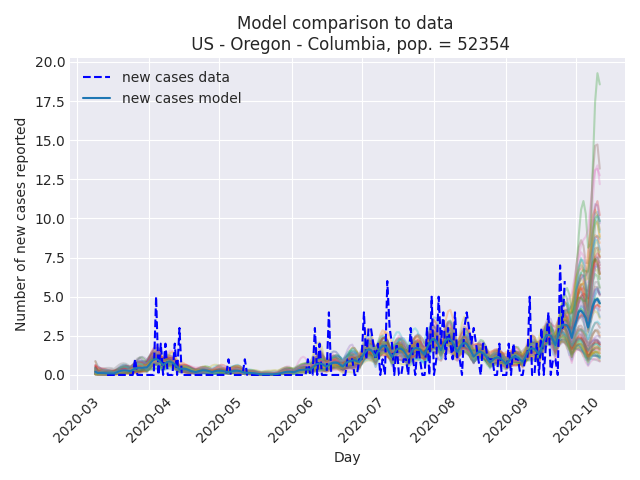 Model comparison to data
US - Oregon - Columbia, pop. = 52354
new cases data
new cases model
Number of new cases reported
20.0
17.5
15.0
12.5
10.0
7.5
5.0
2.5
0.0
2020-03
2020-04
2020-05
2020-06
2020-07
2020-08
2020-09
2020-10
Day